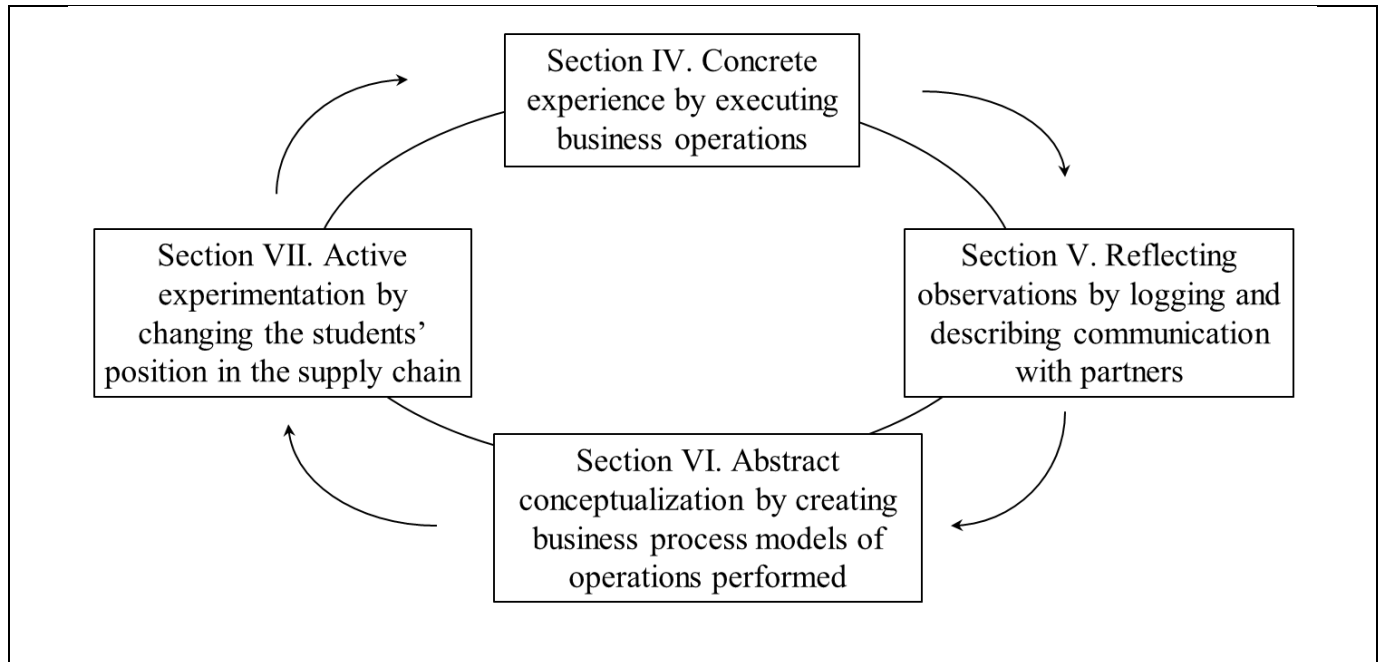 Section IV. Concrete
experience by executing
business operations
Section VII. Active
experimentation by
changing the students’
position in the supply chain
Section V. Reflecting
observations by logging and
describing communication
with partners
Section VI. Abstract
conceptualization by creating
business process models of
operations performed